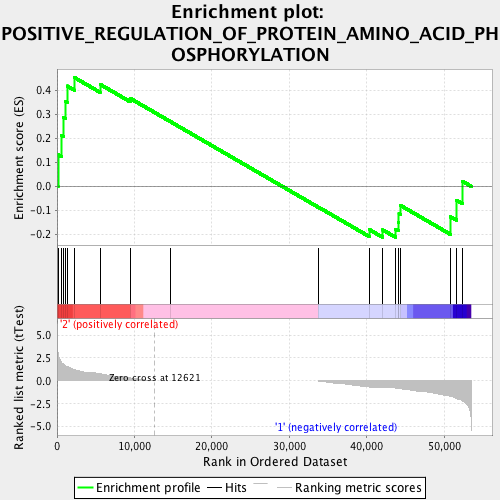 Enrichment plot:
POSITIVE_REGULATION_OF_PROTEIN_AMINO_ACID_PH
OSPHORYLATION
Enrichment score (ES)
0.4
0.3
0.2
0.1
0.0
-0.1
-0.2
'2' (positively correlated)
Ranked list metric (tTest)
5.0
2.5
0.0
-2.5
-5.0
Zero cross at 12621
'1' (negatively correlated)
0 10,000 20,000 30,000 40,000 50,000
Rank in Ordered Dataset
Enrichment profile Hits Ranking metric scores